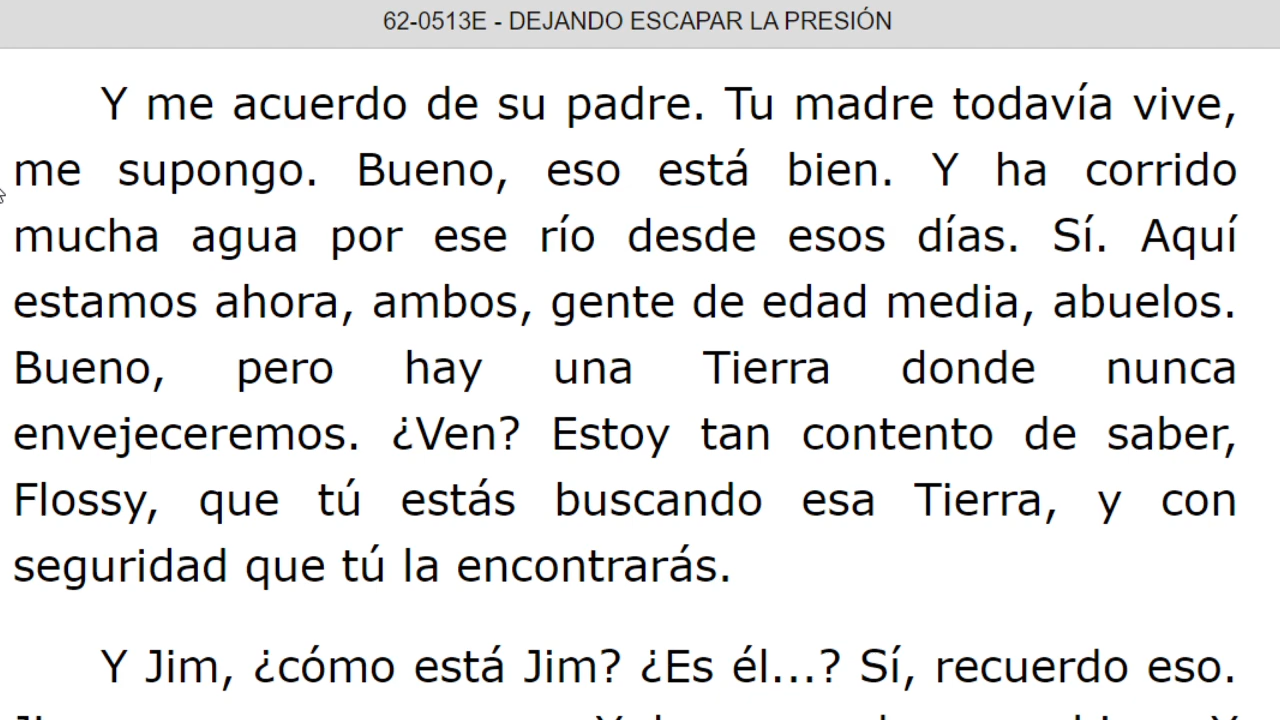 62-0513E - DEJANDO ESCAPAR LA PRESIÓN
Y me acuerdo de su padre. Tu madre todavía vive,
me supongo. Bueno, eso está bien. Y ha corrido
mucha agua por ese río desde esos días. Sí. Aquí
estamos ahora, ambos, gente de edad media, abuelos.
Bueno, pero hay una Tierra donde nunca
envejeceremos. ¿Ven? Estoy tan contento de saber,
Flossy, que tú estás buscando esa Tierra, y con
seguridad que tú la encontrarás.
Y Jim, ¿cómo está Jim? ¿Es él...? Sí, recuerdo eso.